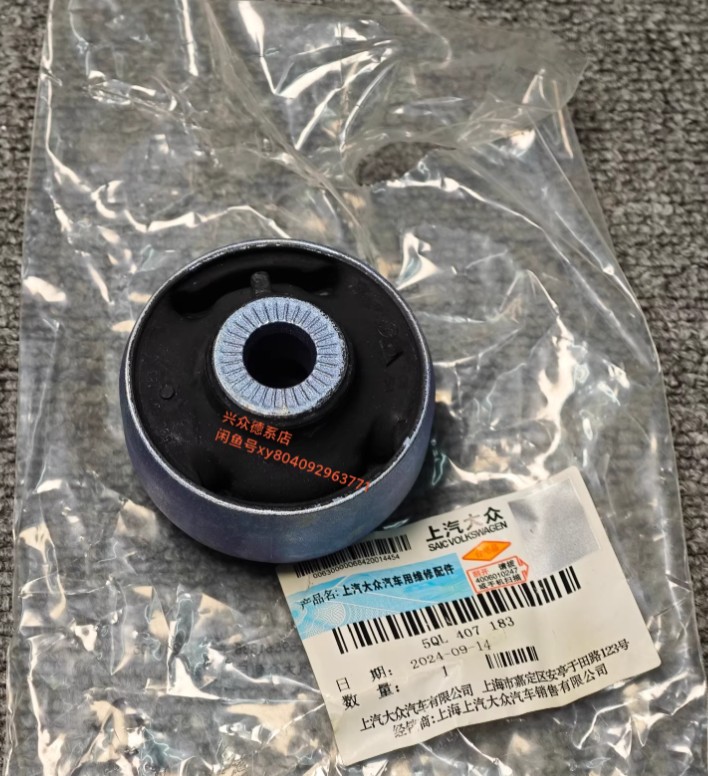 兴众德系店
闲鱼号xy804092963777
上汽大众
SAICVOLKSWAGEN
00630000068420014454
产品名: 上汽大众汽车用维修配件
4006010247
5QL 407 183
日 期: 2024-09-14
数 量: 1
上汽大众汽车有限公司 上海市嘉定区安亭于田路123号
经销商:上海上汽大众汽车销售有限公司